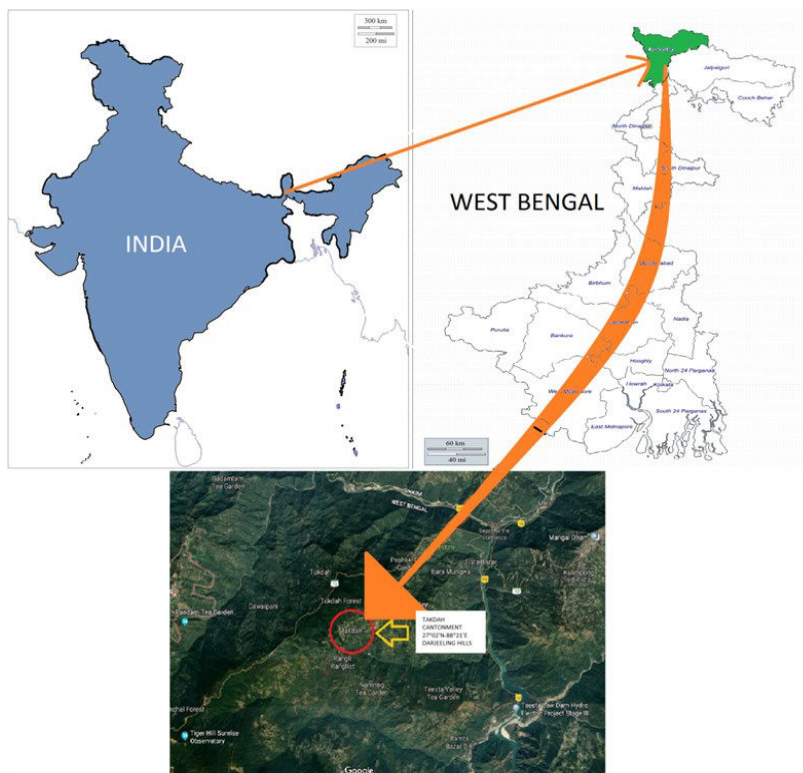 300 km
200 mi
INDIA
Jalpaiguri
Cooch Behar
North Dinajpur
South Dinajpur
Maldah
WEST BENGAL
Birbhum
Purulia
Bankura
Nadia
Hooghly
North 24 Parganas
Howrah
Kolkata
South 24 Parganas
East Midnapore
60 km
40 mi
Badamtam
Tea Garden
SIKKIM
WEST BENGAL
Mangal Dham
Kalimpong
Tukdah
Peshok
Bara Mungwa
Tukdah Forest
Dawaipani
Tea Garden
Takdah
TAKDAH
CANTONMENT
27°02'N-88°21'E
DARJEELING HILLS
Rangli
Rangliot
Namring
Tea Garden
Teesta Valley
Tea Garden
Tiger Hill Sunrise
Observatory
Teesta Low Dam Hydro
Electric Project Stage III
Google